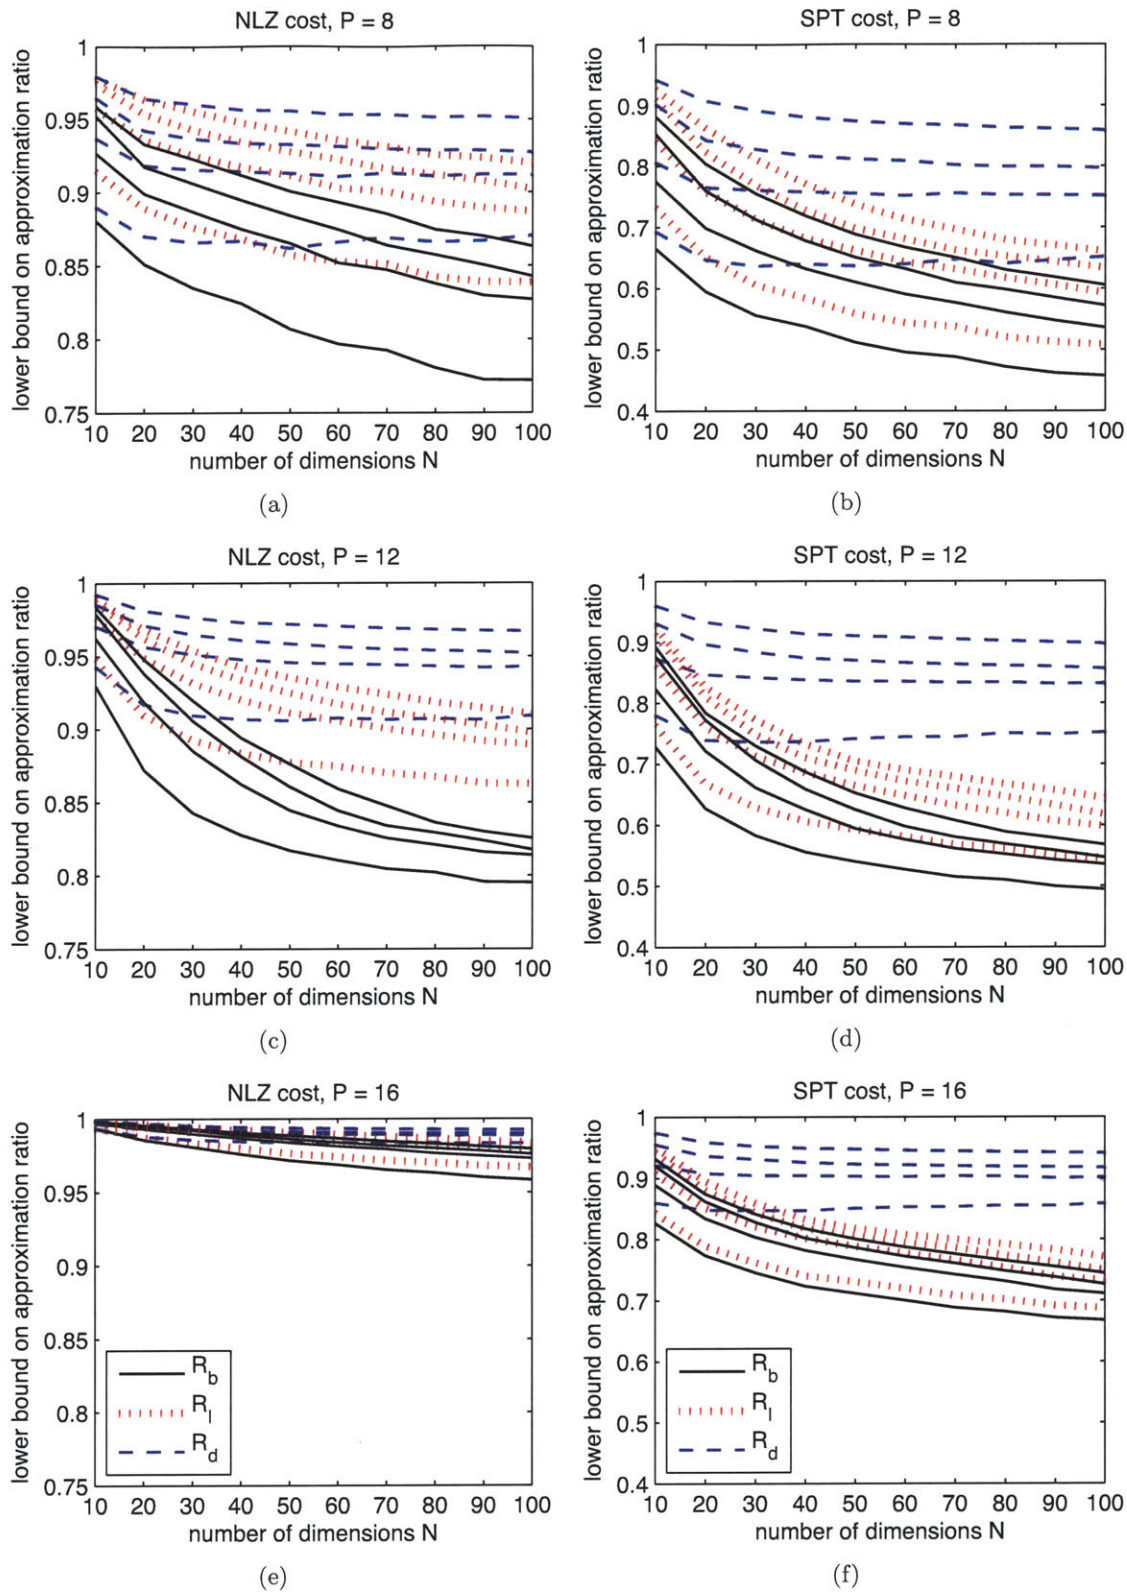 NLZ cost, P = 8
lower bound on approximation ratio
1
0.95
0.9
0.85
0.8
0.75
10 20 30 40 50 60 70 80 90 100
number of dimensions N
(a)
SPT cost, P = 8
lower bound on approximation ratio
1
0.9
0.8
0.7
0.6
0.5
0.4
10 20 30 40 50 60 70 80 90 100
number of dimensions N
(b)
NLZ cost, P = 12
lower bound on approximation ratio
1
0.95
0.9
0.85
0.8
0.75
10 20 30 40 50 60 70 80 90 100
number of dimensions N
(c)
SPT cost, P = 12
lower bound on approximation ratio
1
0.9
0.8
0.7
0.6
0.5
0.4
10 20 30 40 50 60 70 80 90 100
number of dimensions N
(d)
NLZ cost, P = 16
lower bound on approximation ratio
1
0.95
0.9
0.85
0.8
0.75
R_b
R_l
R_d
10 20 30 40 50 60 70 80 90 100
number of dimensions N
(e)
SPT cost, P = 16
lower bound on approximation ratio
1
0.9
0.8
0.7
0.6
0.5
0.4
R_b
R_l
R_d
10 20 30 40 50 60 70 80 90 100
number of dimensions N
(f)